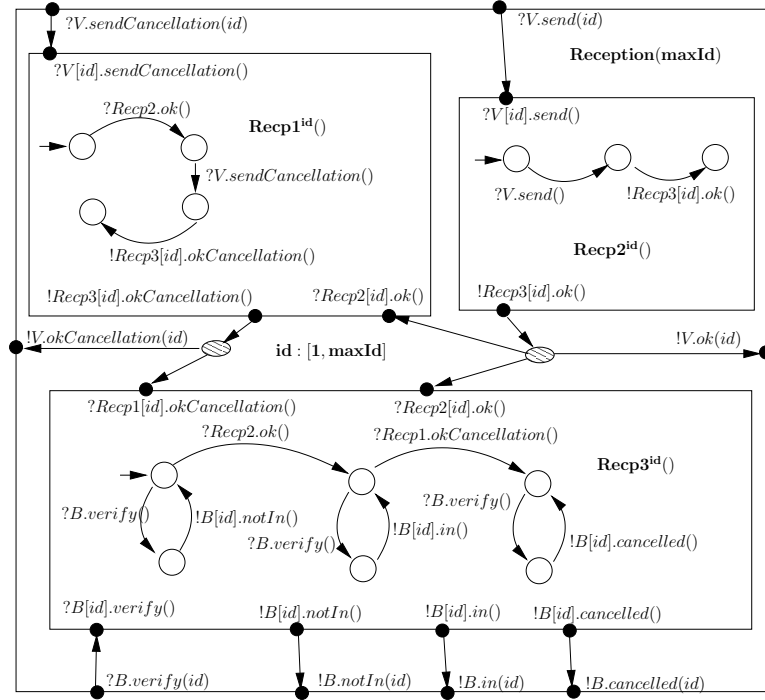 ?V.sendCancellation(id)
?V.send(id)
Reception(maxId)
?V[id].sendCancellation()
?Recp2.ok()
Recp1^id()
?V.sendCancellation()
!Recp3[id].okCancellation()
?V[id].send()
?V.send()
!Recp3[id].ok()
Recp2^id()
!Recp3[id].okCancellation()
?Recp2[id].ok()
!Recp3[id].ok()
!V.okCancellation(id)
id : [1, maxId]
!V.ok(id)
?Recp1[id].okCancellation()
?Recp2[id].ok()
?Recp2.ok()
?Recp1.okCancellation()
Recp3^id()
?B.verify()
!B[id].notIn()
?B.verify()
!B[id].in()
?B.verify()
!B[id].cancelled()
?B[id].verify()
!B[id].notIn()
!B[id].in()
!B[id].cancelled()
?B.verify(id)
!B.notIn(id)
!B.in(id)
!B.cancelled(id)